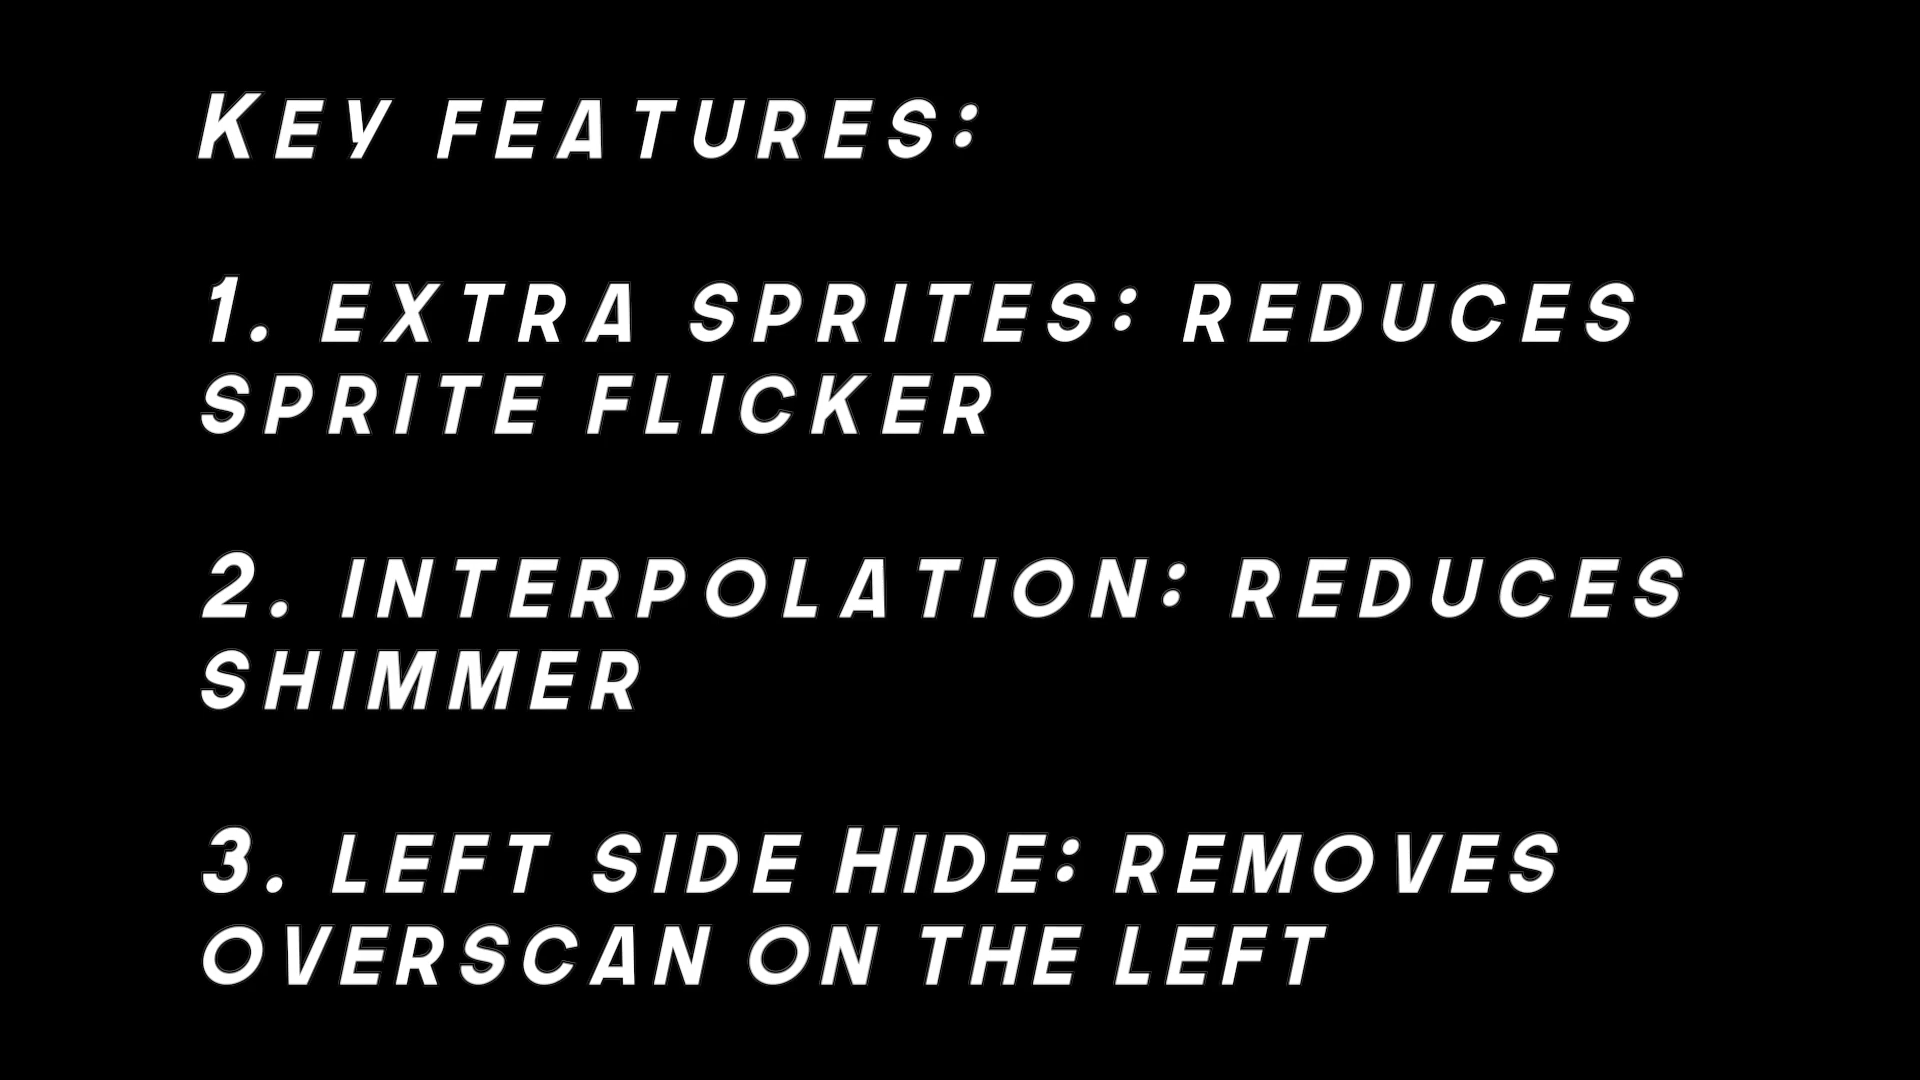 Key features:
1. extra sprites: reduces
sprite flicker
2. interpolation: reduces
shimmer
3. left side Hide: removes
overscan on the left